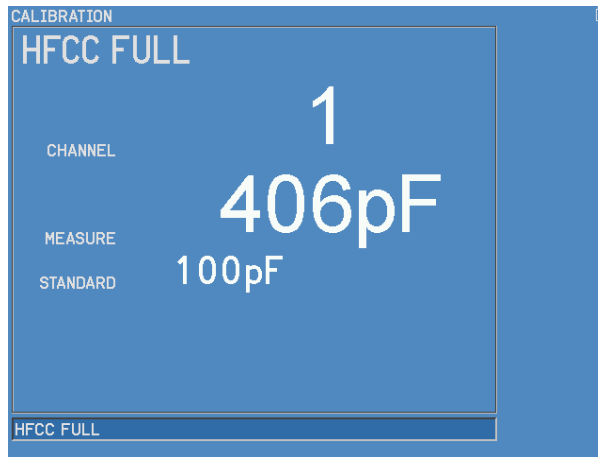 CALIBRATION
HFCC FULL
CHANNEL 1
MEASURE 406pF
STANDARD 100pF
HFCC FULL